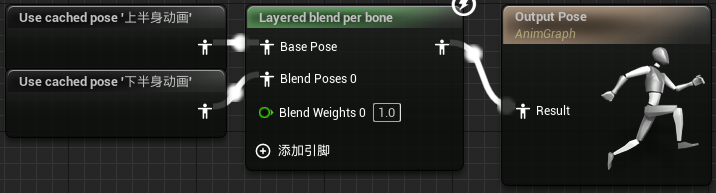 Use cached pose '上半身动画'
Use cached pose '下半身动画'
Layered blend per bone
Base Pose
Blend Poses 0
Blend Weights 0 1.0
添加引脚
Output Pose
AnimGraph
Result